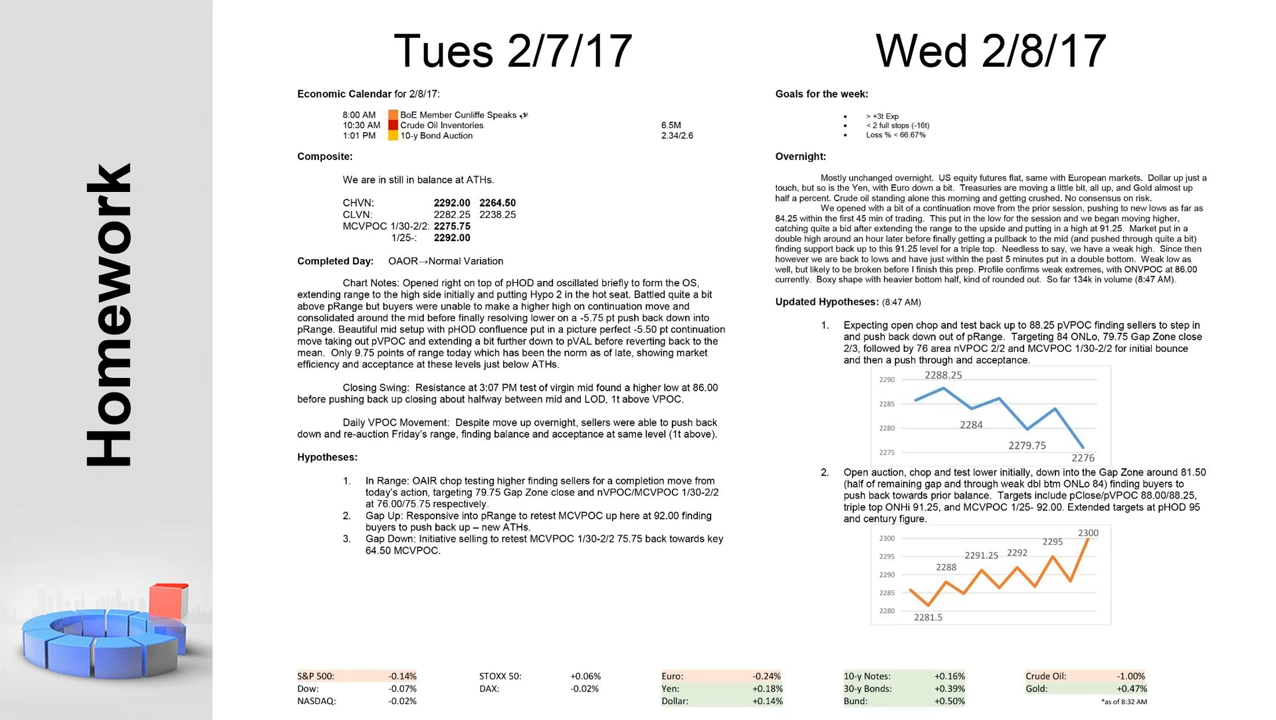 Homework
Tues 2/7/17
Economic Calendar for 2/8/17:
8:00 AM BoE Member Cunliffe Speaks
10:30 AM Crude Oil Inventories 6.5M
1:01 PM 10-y Bond Auction 2.34/2.6
Composite:
We are in still in balance at ATHs.
CHVN: 2292.00 2264.50
CLVN: 2282.25 2238.25
MCVPOC 1/30-2/2: 2275.75
1/25-: 2292.00
Completed Day: OAOR→Normal Variation
Chart Notes: Opened right on top of pHOD and oscillated briefly to form the OS,
extending range to the high side initially and putting Hypo 2 in the hot seat. Battled quite a bit
above pRange but buyers were unable to make a higher high on continuation move and
consolidated around the mid before finally resolving lower on a -5.75 pt push back down into
pRange. Beautiful mid setup with pHOD confluence put in a picture perfect -5.50 pt continuation
move taking out pVPOC and extending a bit further down to pVAL before reverting back to the
mean. Only 9.75 points of range today which has been the norm as of late, showing market
efficiency and acceptance at these levels just below ATHs.
Closing Swing: Resistance at 3:07 PM test of virgin mid found a higher low at 86.00
before pushing back up closing about halfway between mid and LOD, 1t above VPOC.
Daily VPOC Movement: Despite move up overnight, sellers were able to push back
down and re-auction Friday's range, finding balance and acceptance at same level (1t above).
Hypotheses:
1. In Range: OAIR chop testing higher finding sellers for a completion move from
today's action, targeting 79.75 Gap Zone close and nVPOC/MCVPOC 1/30-2/2
at 76.00/75.75 respectively.
2. Gap Up: Responsive into pRange to retest MCVPOC up here at 92.00 finding
buyers to push back up – new ATHs.
3. Gap Down: Initiative selling to retest MCVPOC 1/30-2/2 75.75 back towards key
64.50 MCVPOC.
Wed 2/8/17
Goals for the week:
• > +3t Exp
• < 2 full stops (-16t)
• Loss % < 66.67%
Overnight:
Mostly unchanged overnight. US equity futures flat, same with European markets. Dollar up just a
touch, but so is the Yen, with Euro down a bit. Treasuries are moving a little bit, all up, and Gold almost up
half a percent. Crude oil standing alone this morning and getting crushed. No consensus on risk.
We opened with a bit of a continuation move from the prior session, pushing to new lows as far as
84.25 within the first 45 min of trading. This put in the low for the session and we began moving higher,
catching quite a bid after extending the range to the upside and putting in a high at 91.25. Market put in a
double high around an hour later before finally getting a pullback to the mid (and pushed through quite a bit)
finding support back up to this 91.25 level for a triple top. Needless to say, we have a weak high. Since then
however we are back to lows and have just within the past 5 minutes put in a double bottom. Weak low as
well, but likely to be broken before I finish this prep. Profile confirms weak extremes, with ONVPOC at 86.00
currently. Boxy shape with heavier bottom half, kind of rounded out. So far 134k in volume (8:47 AM).
Updated Hypotheses: (8:47 AM)
1. Expecting open chop and test back up to 88.25 pVPOC finding sellers to step in
and push back down out of pRange. Targeting 84 ONLo, 79.75 Gap Zone close
2/3, followed by 76 area nVPOC 2/2 and MCVPOC 1/30-2/2 for initial bounce
and then a push through and acceptance.
2290
2285
2280
2275
2288.25
2284
2279.75
2276
2. Open auction, chop and test lower initially, down into the Gap Zone around 81.50
(half of remaining gap and through weak dbl btm ONLo 84) finding buyers to
push back towards prior balance. Targets include pClose/pVPOC 88.00/88.25,
triple top ONHi 91.25, and MCVPOC 1/25- 92.00. Extended targets at pHOD 95
and century figure.
2300
2295
2290
2285
2280
2281.5
2288
2291.25
2292
2295
2300
S&P 500: -0.14% STOXX 50: +0.06% Euro: -0.24% 10-y Notes: +0.16% Crude Oil: -1.00%
Dow: -0.07% DAX: -0.02% Yen: +0.18% 30-y Bonds: +0.39% Gold: +0.47%
NASDAQ: -0.02% Dollar: +0.14% Bund: +0.50% *as of 8:32 AM